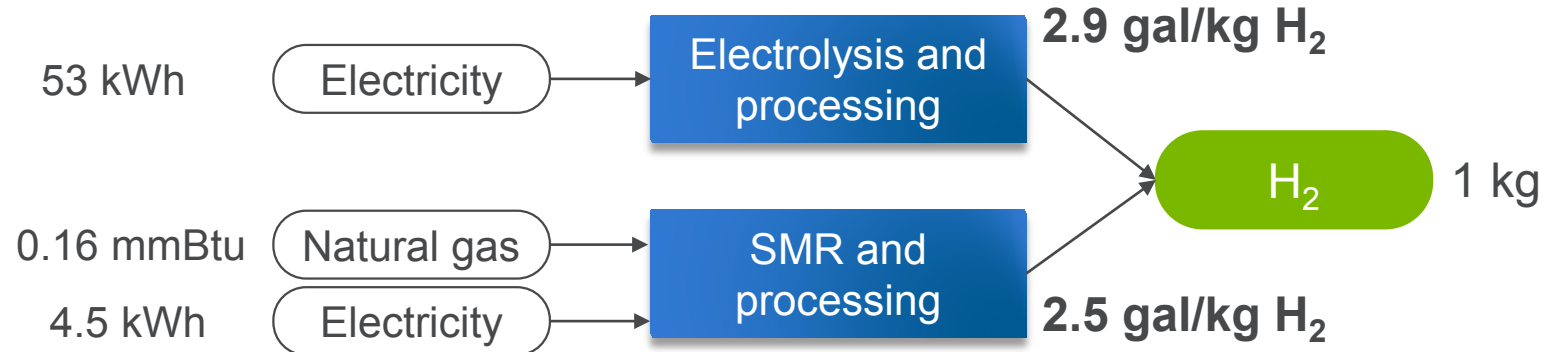 53 kWh
Electricity
Electrolysis and
processing
2.9 gal/kg H₂
0.16 mmBtu
Natural gas
4.5 kWh
Electricity
SMR and
processing
2.5 gal/kg H₂
H₂
1 kg